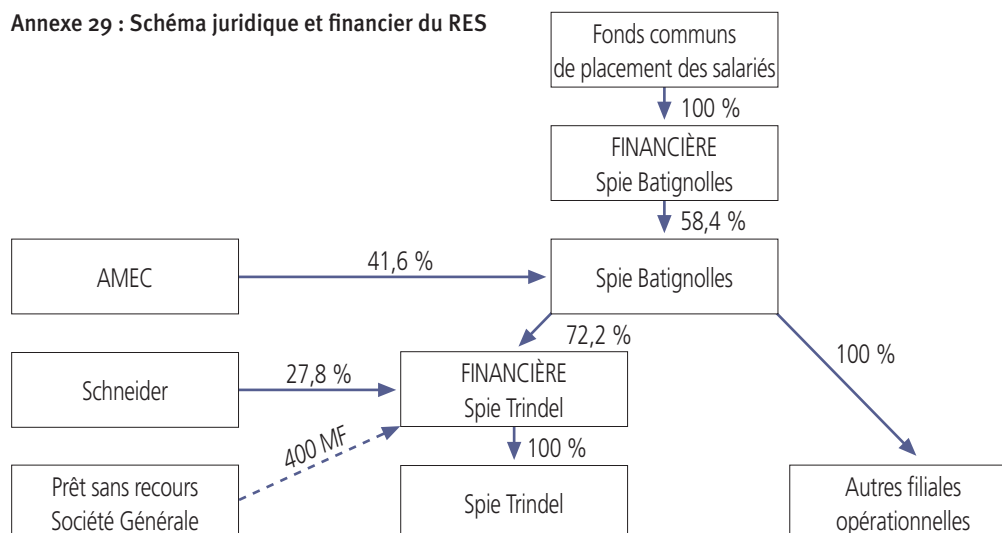 Annexe 29 : Schéma juridique et financier du RES
Fonds communs
de placement des salariés
100 %
FINANCIÈRE
Spie Batignolles
58,4 %
AMEC
41,6 %
Spie Batignolles
72,2 %
100 %
Schneider
27,8 %
FINANCIÈRE
Spie Trindel
400 MF
100 %
Prêt sans recours
Société Générale
Spie Trindel
Autres filiales
opérationnelles